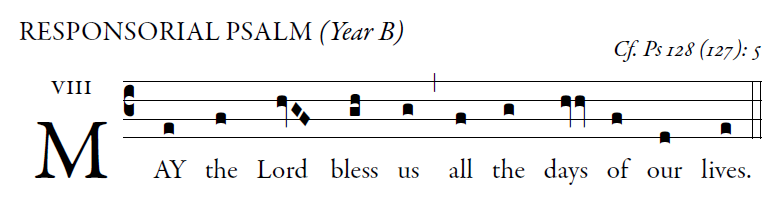 RESPONSORIAL PSALM (Year B)
Cf. Ps 128 (127): 5
VIII
MAY the Lord bless us all the days of our lives.